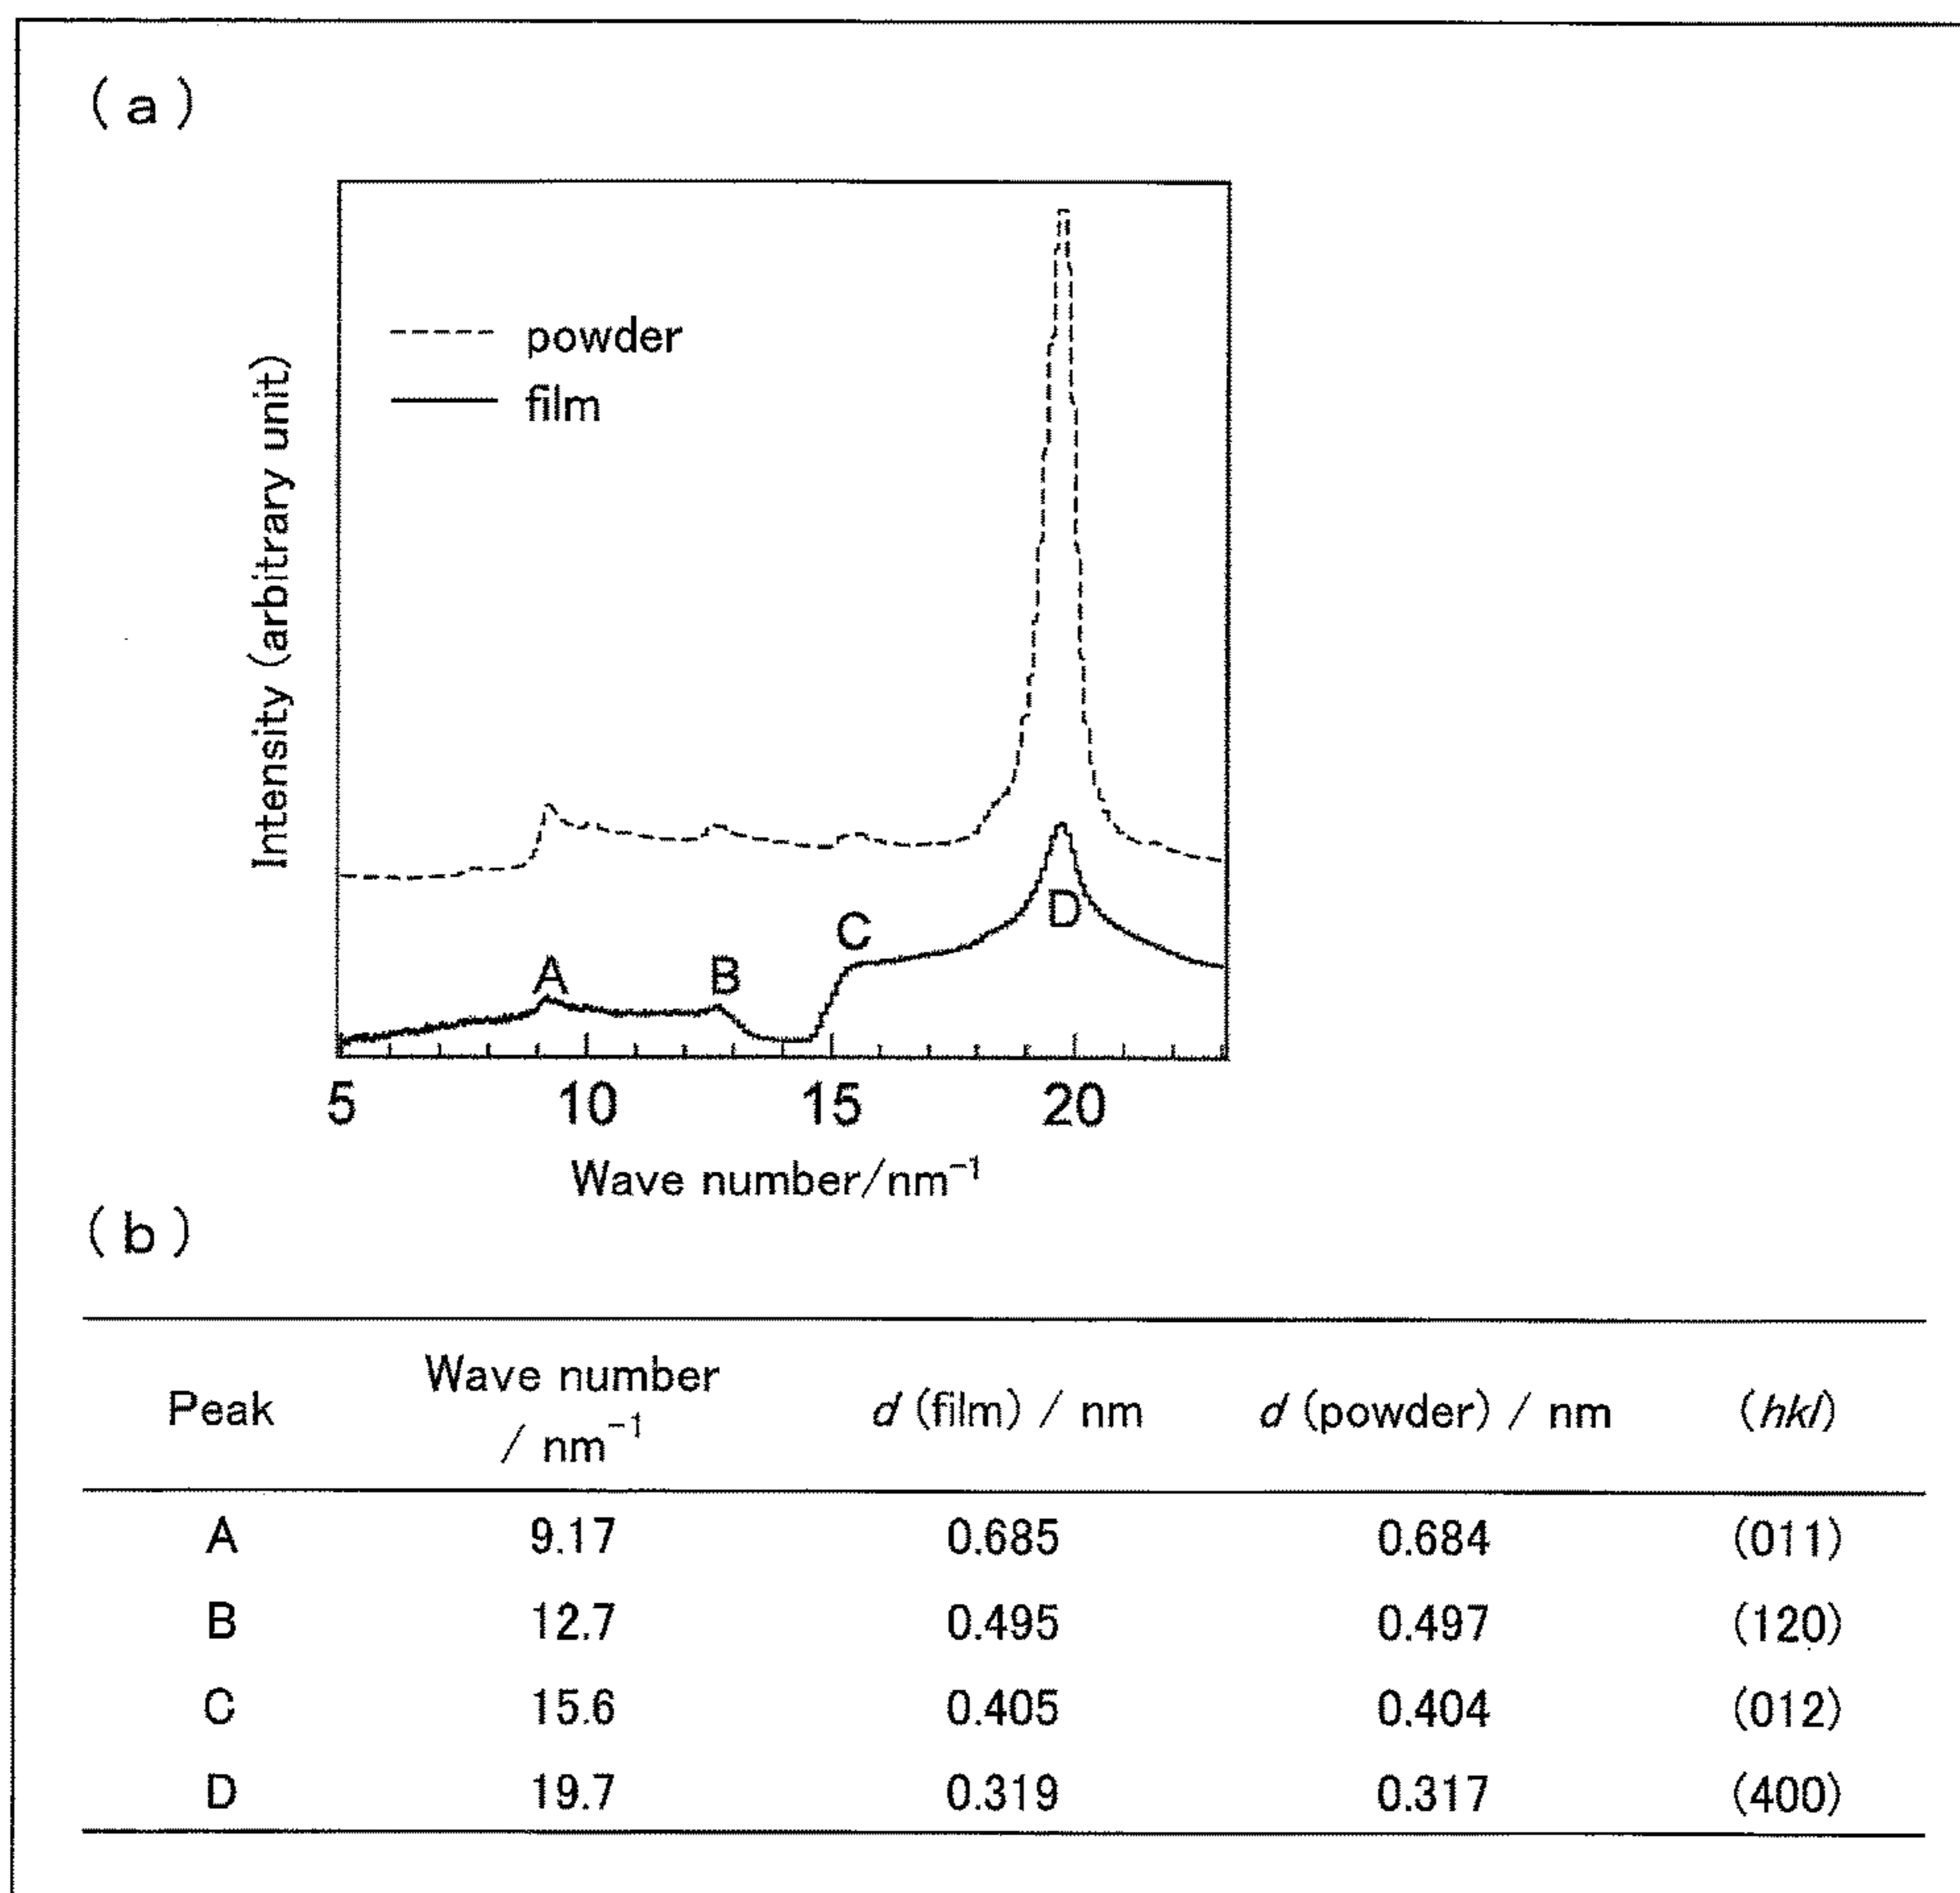 (a)
powder
film
Intensity (arbitrary unit)
A
B
C
D
5 10 15 20
Wave number/nm⁻¹
(b)
Peak Wave number / nm⁻¹ d (film) / nm d (powder) / nm (hkl)
A 9.17 0.685 0.684 (011)
B 12.7 0.495 0.497 (120)
C 15.6 0.405 0.404 (012)
D 19.7 0.319 0.317 (400)